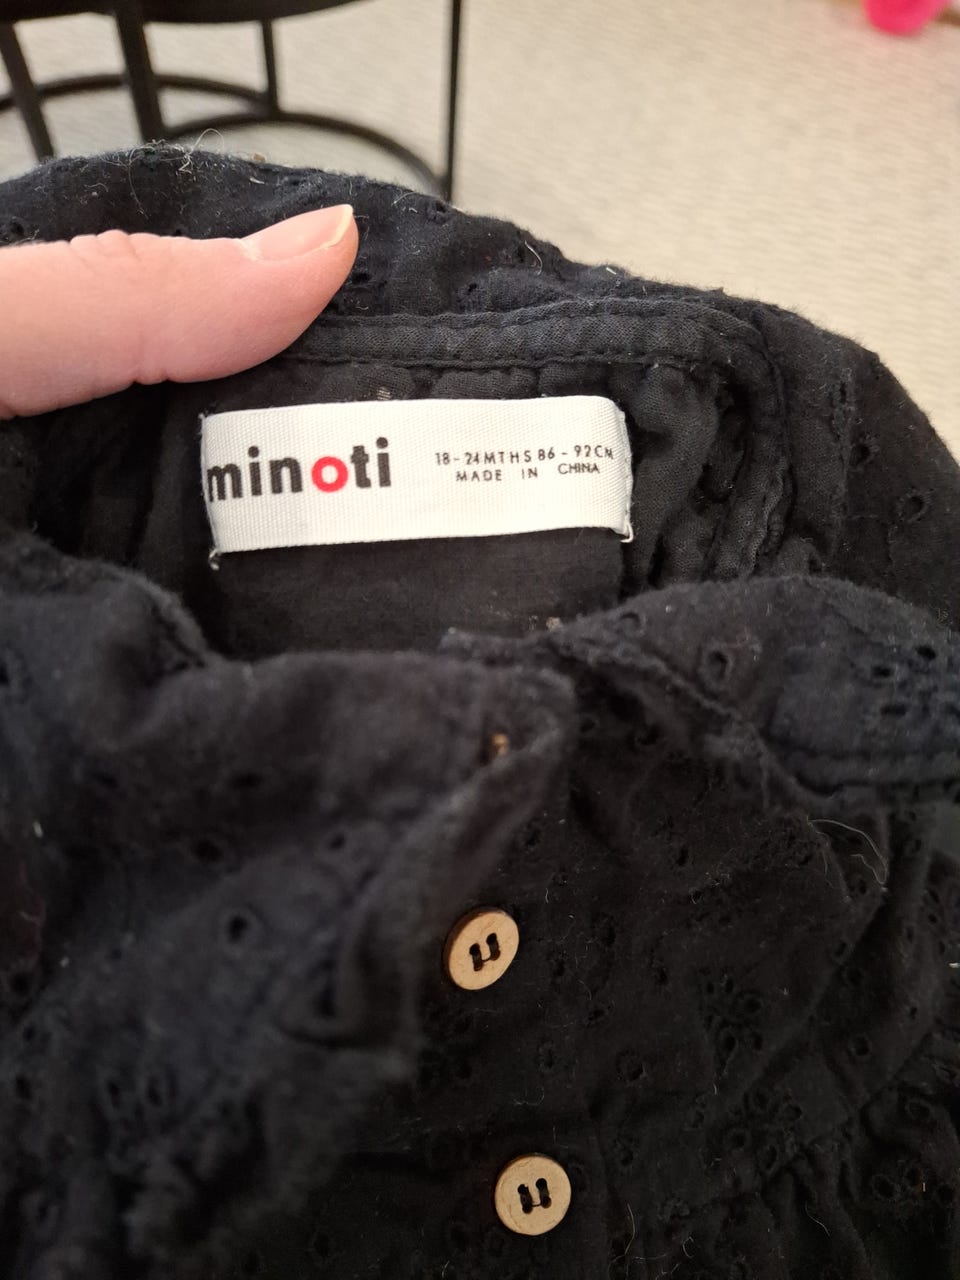 minoti
18-24MTHS 86-92CM
MADE IN CHINA